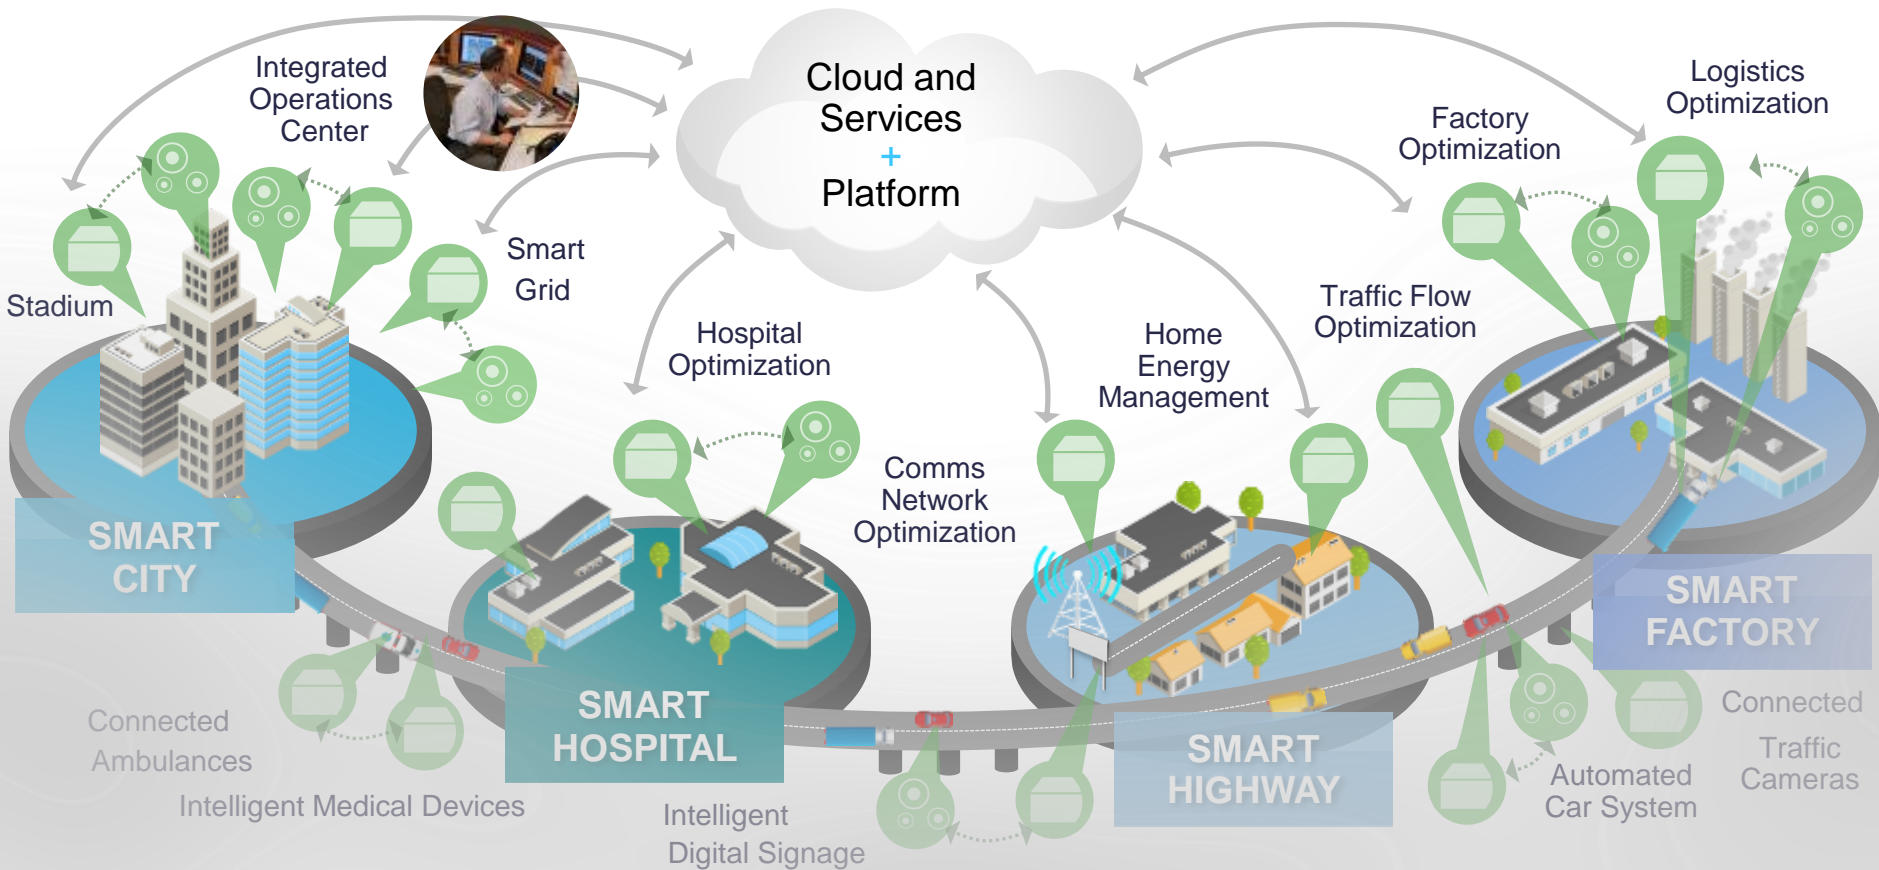 Integrated
Operations
Center
Cloud and
Services
+
Platform
Logistics
Optimization
Factory
Optimization
Stadium
Smart
Grid
Hospital
Optimization
Home
Energy
Management
Traffic Flow
Optimization
Comms
Network
Optimization
SMART
CITY
SMART
HOSPITAL
SMART
HIGHWAY
SMART
FACTORY
Connected
Ambulances
Intelligent Medical Devices
Intelligent
Digital Signage
Automated
Car System
Connected
Traffic
Cameras